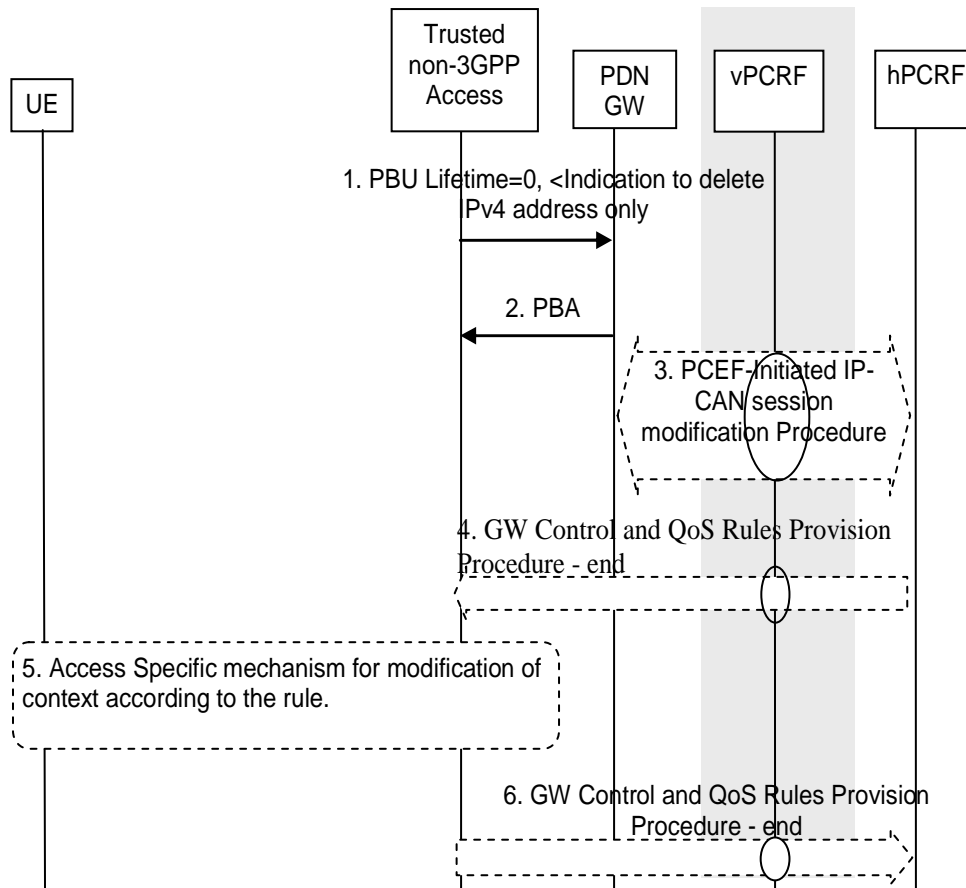 Trusted
non-3GPP
Access
PDN
GW
vPCRF
hPCRF
UE
1. PBU Lifetime=0, <Indication to delete
IPv4 address only
2. PBA
3. PCEF-Initiated IP-
CAN session
modification Procedure
4. GW Control and QoS Rules Provision
Procedure - end
5. Access Specific mechanism for modification of
context according to the rule.
6. GW Control and QoS Rules Provision
Procedure - end